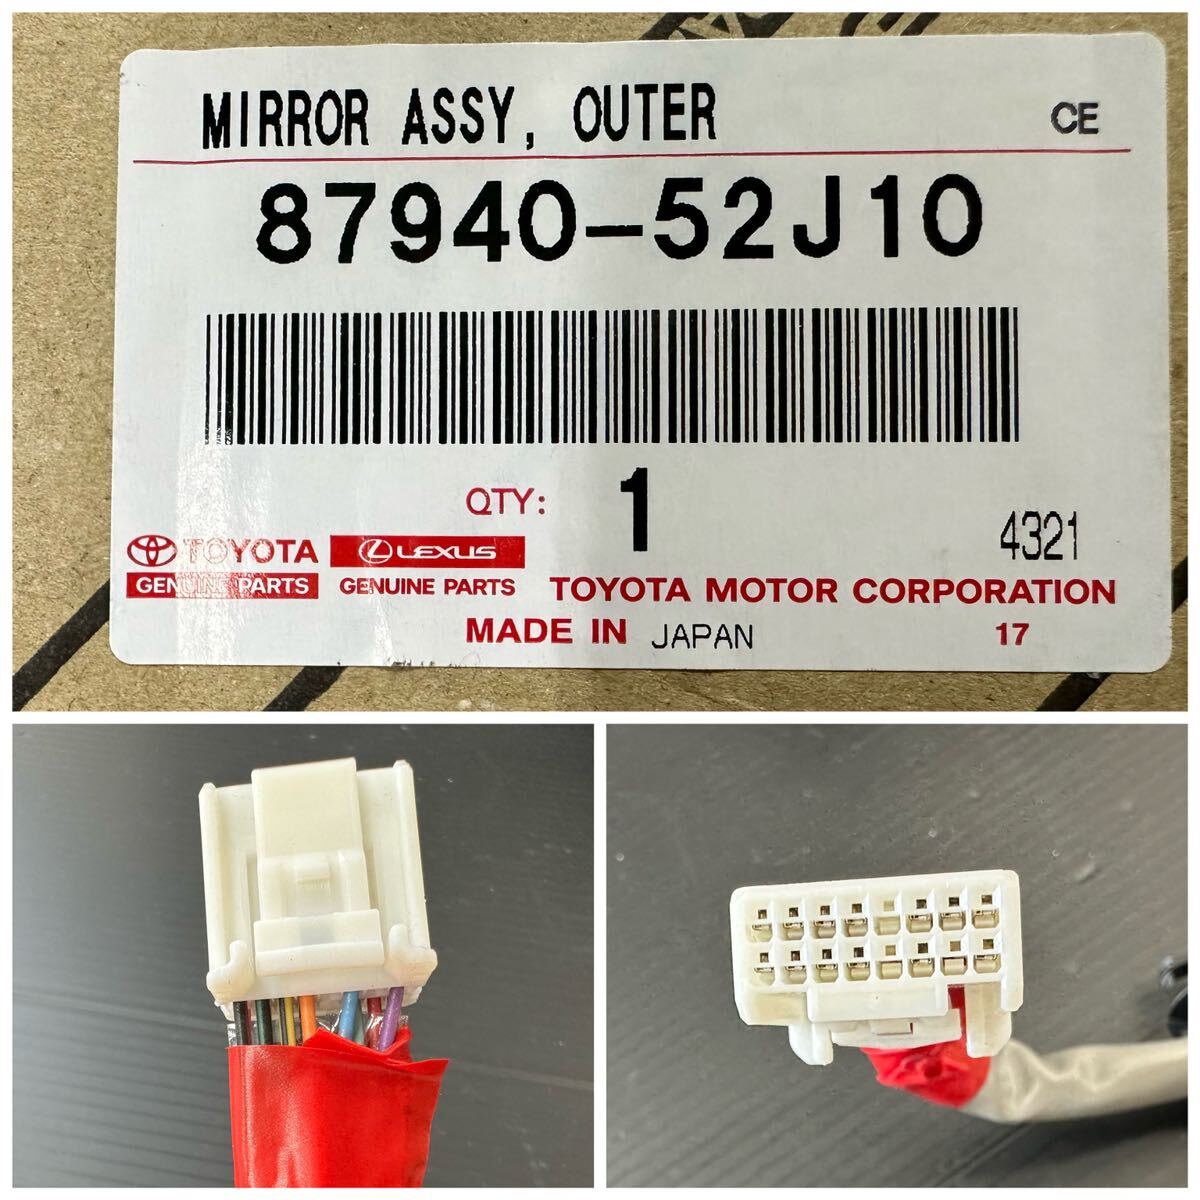 MIRROR ASSY, OUTER CE
87940-52J10
QTY: 1 4321
TOYOTA LEXUS
GENUINE PARTS GENUINE PARTS TOYOTA MOTOR CORPORATION
MADE IN JAPAN 17